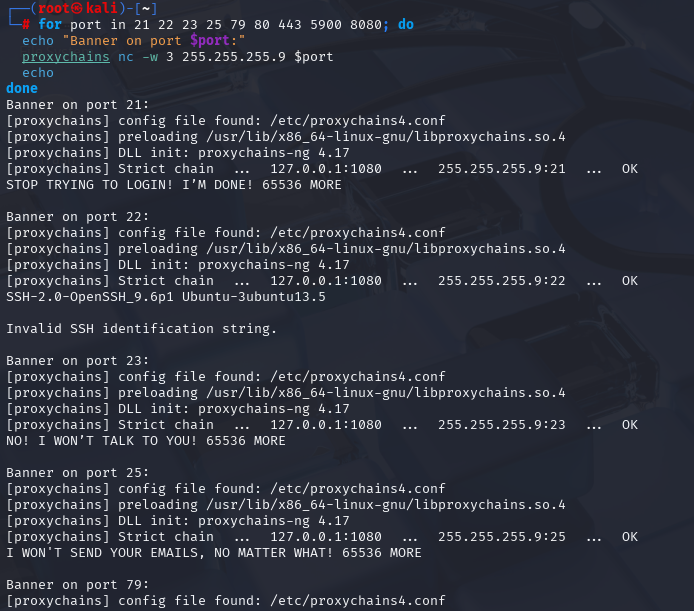 ┌──(root㉿kali)-[~]
└─# for port in 21 22 23 25 79 80 443 5900 8080; do
  echo "Banner on port $port:"
  proxychains nc -w 3 255.255.255.9 $port
  echo
done
Banner on port 21:
[proxychains] config file found: /etc/proxychains4.conf
[proxychains] preloading /usr/lib/x86_64-linux-gnu/libproxychains.so.4
[proxychains] DLL init: proxychains-ng 4.17
[proxychains] Strict chain  ...  127.0.0.1:1080  ...  255.255.255.9:21  ...  OK
STOP TRYING TO LOGIN! I’M DONE! 65536 MORE

Banner on port 22:
[proxychains] config file found: /etc/proxychains4.conf
[proxychains] preloading /usr/lib/x86_64-linux-gnu/libproxychains.so.4
[proxychains] DLL init: proxychains-ng 4.17
[proxychains] Strict chain  ...  127.0.0.1:1080  ...  255.255.255.9:22  ...  OK
SSH-2.0-OpenSSH_9.6p1 Ubuntu-3ubuntu13.5

Invalid SSH identification string.

Banner on port 23:
[proxychains] config file found: /etc/proxychains4.conf
[proxychains] preloading /usr/lib/x86_64-linux-gnu/libproxychains.so.4
[proxychains] DLL init: proxychains-ng 4.17
[proxychains] Strict chain  ...  127.0.0.1:1080  ...  255.255.255.9:23  ...  OK
NO! I WON’T TALK TO YOU! 65536 MORE

Banner on port 25:
[proxychains] config file found: /etc/proxychains4.conf
[proxychains] preloading /usr/lib/x86_64-linux-gnu/libproxychains.so.4
[proxychains] DLL init: proxychains-ng 4.17
[proxychains] Strict chain  ...  127.0.0.1:1080  ...  255.255.255.9:25  ...  OK
I WON'T SEND YOUR EMAILS, NO MATTER WHAT! 65536 MORE

Banner on port 79:
[proxychains] config file found: /etc/proxychains4.conf